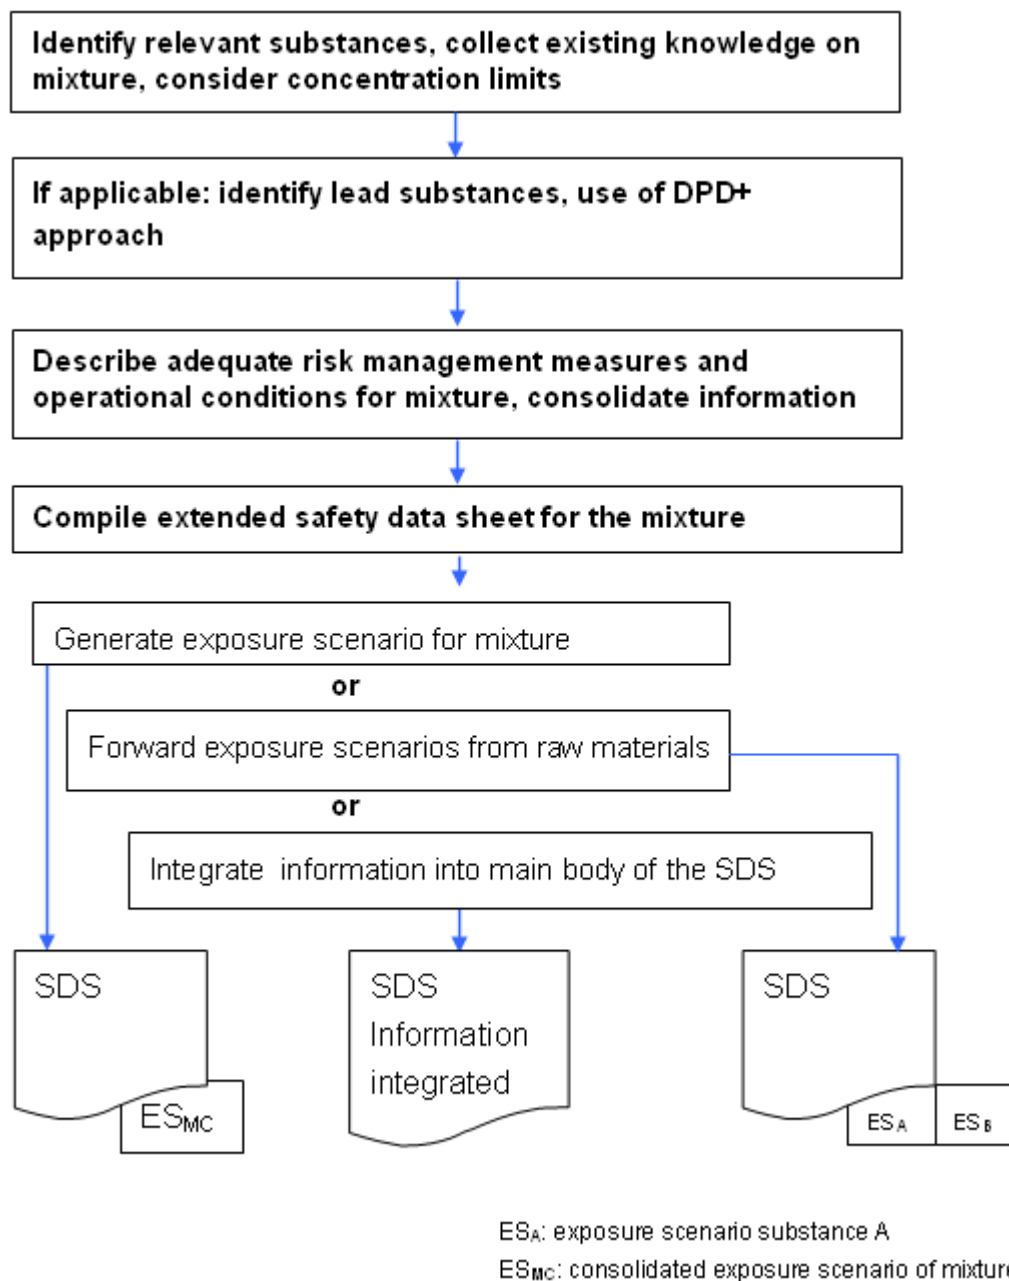 Identify relevant substances, collect existing knowledge on
mixture, consider concentration limits
If applicable: identify lead substances, use of DPD+
approach
Describe adequate risk management measures and
operational conditions for mixture, consolidate information
Compile extended safety data sheet for the mixture
Generate exposure scenario for mixture
or
Forward exposure scenarios from raw materials
or
Integrate information into main body of the SDS
SDS
ESMC
SDS
Information
integrated
SDS
ESA
ESB
ESA: exposure scenario substance A
ESMC: consolidated exposure scenario of mixture